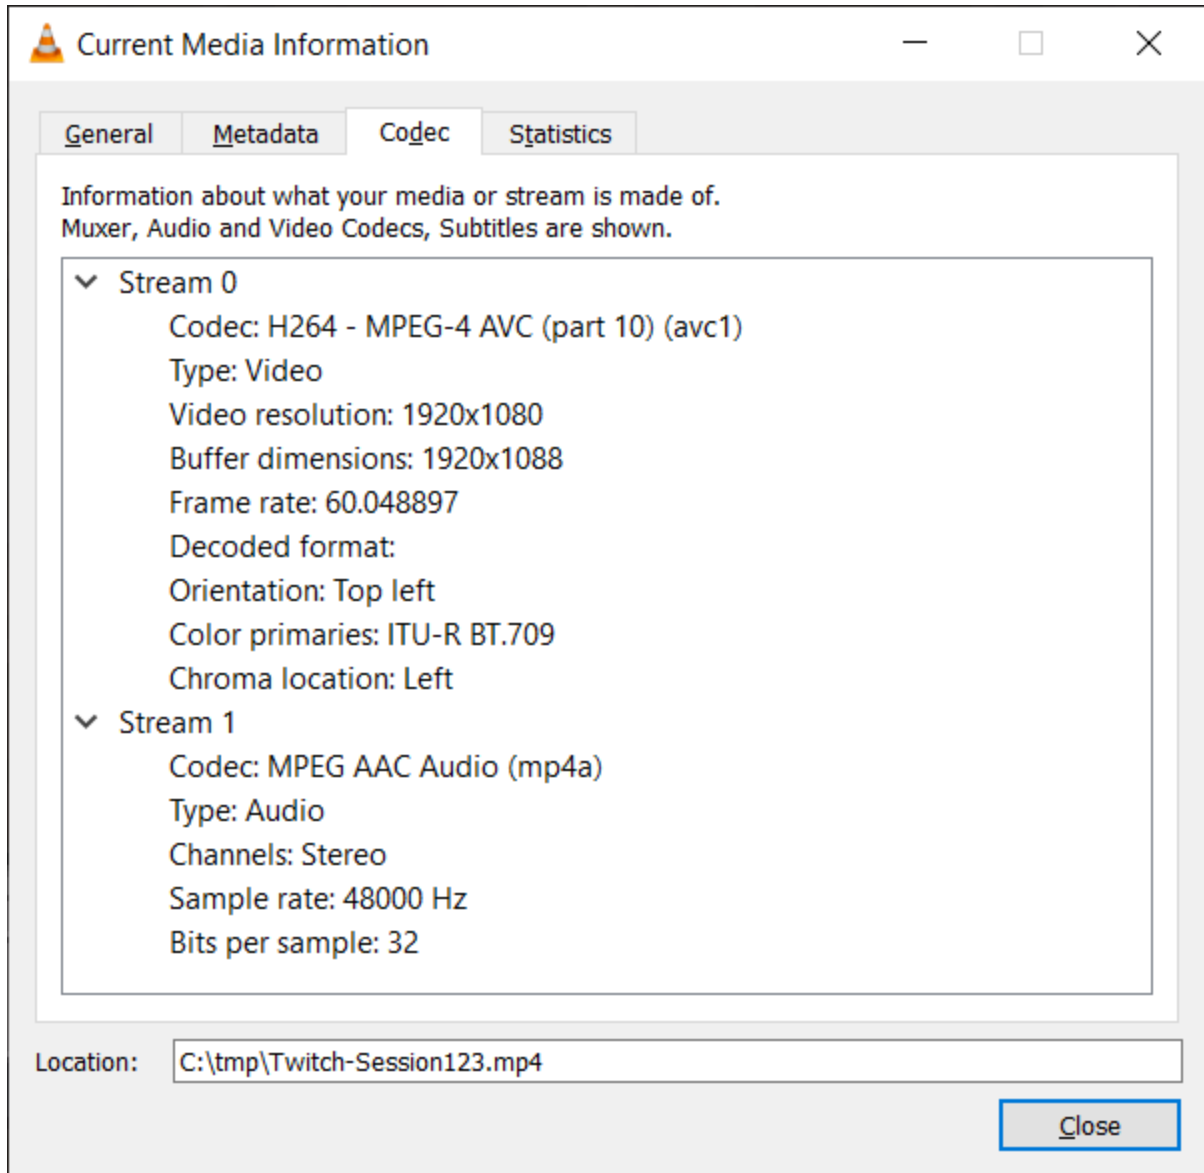 Current Media Information
General Metadata Codec Statistics
Information about what your media or stream is made of.
Muxer, Audio and Video Codecs, Subtitles are shown.
Stream 0
Codec: H264 - MPEG-4 AVC (part 10) (avc1)
Type: Video
Video resolution: 1920x1080
Buffer dimensions: 1920x1088
Frame rate: 60.048897
Decoded format:
Orientation: Top left
Color primaries: ITU-R BT.709
Chroma location: Left
Stream 1
Codec: MPEG AAC Audio (mp4a)
Type: Audio
Channels: Stereo
Sample rate: 48000 Hz
Bits per sample: 32
Location: C:\tmp\Twitch-Session123.mp4
Close